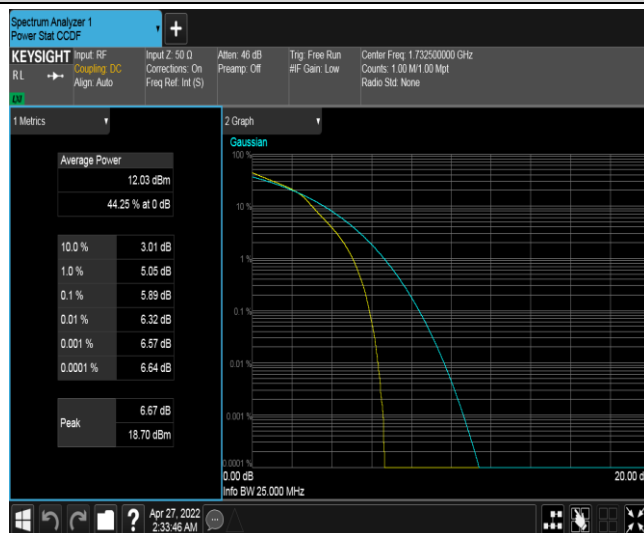 Spectrum Analyzer 1
Power Stat CCDF
KEYSIGHT Input: RF Input Z: 50 Ω Atten: 46 dB Trig: Free Run Center Freq: 1.732500000 GHz
RL Coupling: DC Corrections: On Preamp: Off #IF Gain: Low Counts: 1.00 M/1.00 Mpt
Align: Auto Freq Ref: Int (S) Radio Std: None
LXI
1 Metrics
Average Power
12.03 dBm
44.25 % at 0 dB
10.0 % 3.01 dB
1.0 % 5.05 dB
0.1 % 5.89 dB
0.01 % 6.32 dB
0.001 % 6.57 dB
0.0001 % 6.64 dB
Peak 6.67 dB
18.70 dBm
2 Graph
Gaussian
100 %
10 %
1 %
0.1 %
0.01 %
0.001 %
0.0001 %
0.00 dB 20.00 d
Info BW 25.000 MHz
? Apr 27, 2022
2:33:46 AM